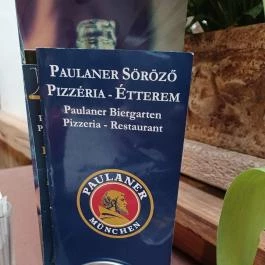 PAULANER SÖRÖZŐ
PIZZÉRIA - ÉTTEREM
Paulaner Biergarten
Pizzeria - Restaurant
PAULANER
MÜNCHEN